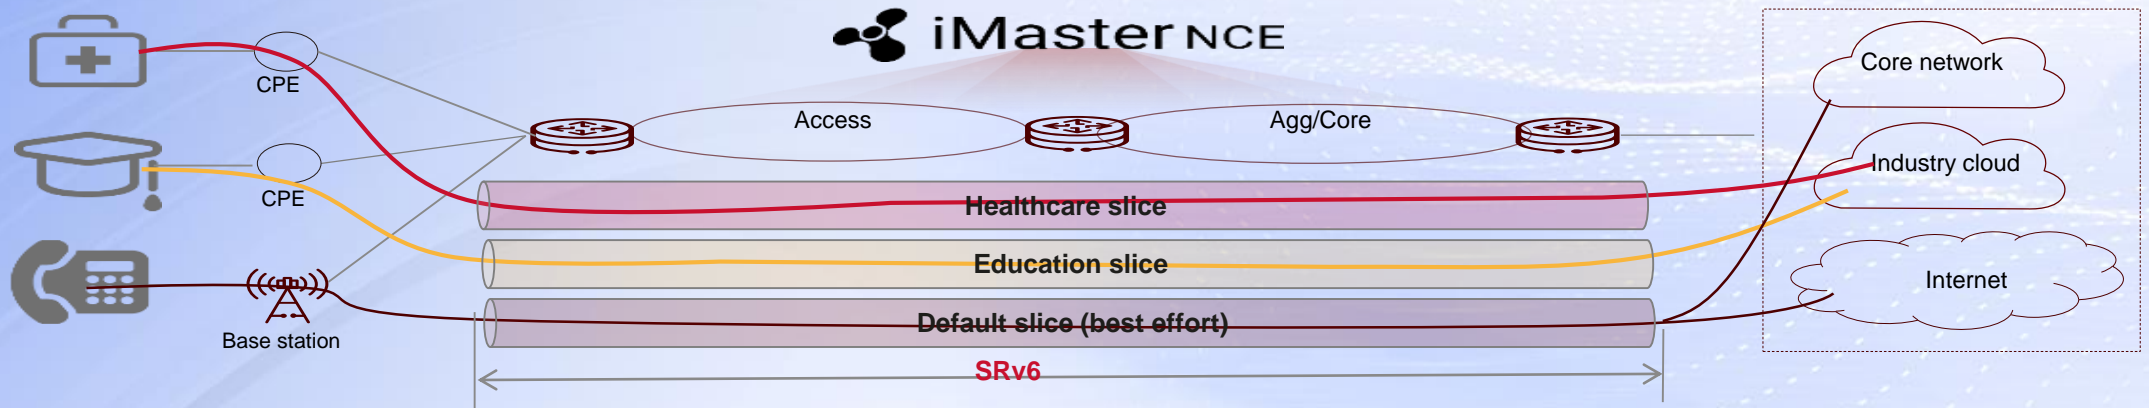 iMaster NCE
CPE
Access
Agg/Core
Core network
CPE
Industry cloud
Healthcare slice
Education slice
Internet
Base station
Default slice (best effort)
SRv6